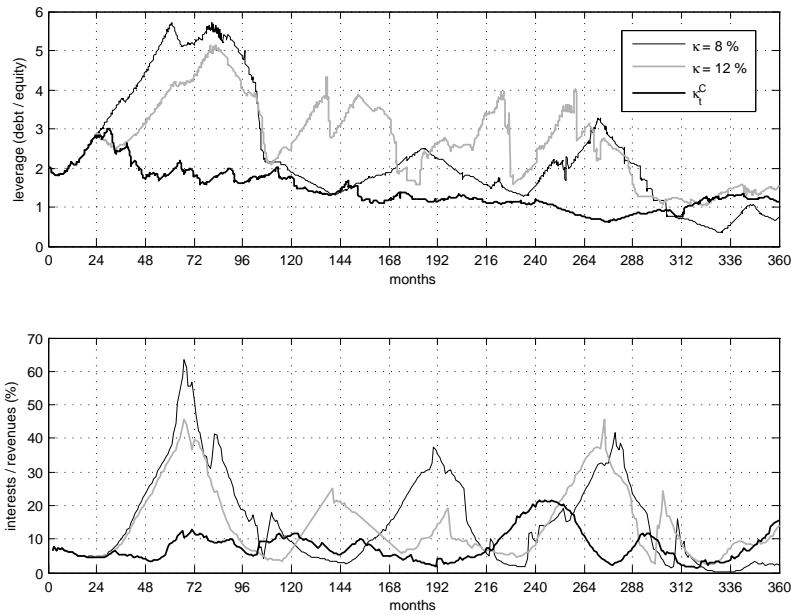 6
5
4
3
2
1
0
leverage (debt / equity)
κ = 8 %
κ = 12 %
κ_t^C
0 24 48 72 96 120 144 168 192 216 240 264 288 312 336 360
months
70
60
50
40
30
20
10
0
interests / revenues (%)
0 24 48 72 96 120 144 168 192 216 240 264 288 312 336 360
months